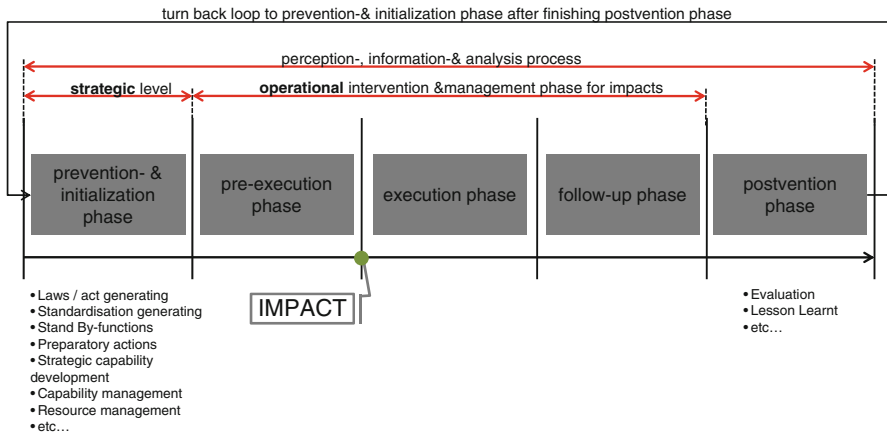 turn back loop to prevention-& initialization phase after finishing postvention phase
perception-, information-& analysis process
strategic level
operational intervention &management phase for impacts
prevention- &
initialization
phase
pre-execution
phase
execution phase
follow-up phase
postvention
phase
IMPACT
• Laws / act generating
• Standardisation generating
• Stand By-functions
• Preparatory actions
• Strategic capability
development
• Capability management
• Resource management
• etc…
• Evaluation
• Lesson Learnt
• etc…